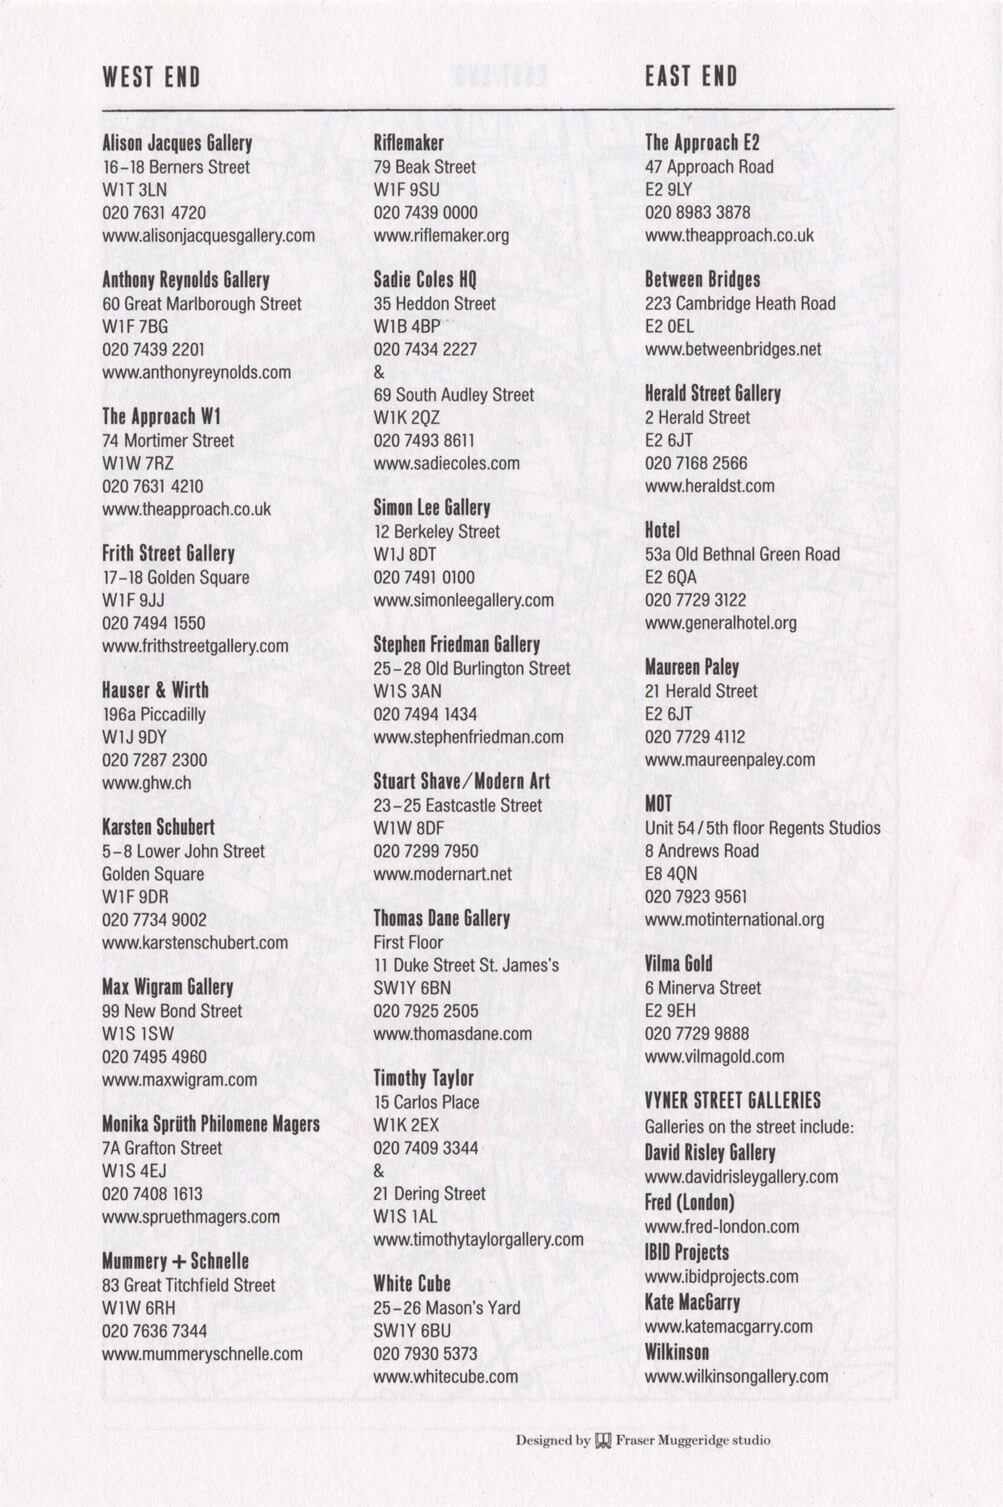 WEST END
Alison Jacques Gallery
16–18 Berners Street
W1T 3LN
020 7631 4720
www.alisonjacquesgallery.com
Anthony Reynolds Gallery
60 Great Marlborough Street
W1F 7BG
020 7439 2201
www.anthonyreynolds.com
The Approach W1
74 Mortimer Street
W1W 7RZ
020 7631 4210
www.theapproach.co.uk
Frith Street Gallery
17–18 Golden Square
W1F 9JJ
020 7494 1550
www.frithstreetgallery.com
Hauser & Wirth
196a Piccadilly
W1J 9DY
020 7287 2300
www.ghw.ch
Karsten Schubert
5–8 Lower John Street
Golden Square
W1F 9DR
020 7734 9002
www.karstenschubert.com
Max Wigram Gallery
99 New Bond Street
W1S 1SW
020 7495 4960
www.maxwigram.com
Monika Sprüth Philomene Magers
7A Grafton Street
W1S 4EJ
020 7408 1613
www.spruethmagers.com
Mummery + Schnelle
83 Great Titchfield Street
W1W 6RH
020 7636 7344
www.mummeryschnelle.com
Riflemaker
79 Beak Street
W1F 9SU
020 7439 0000
www.riflemaker.org
Sadie Coles HQ
35 Heddon Street
W1B 4BP
020 7434 2227
&
69 South Audley Street
W1K 2QZ
020 7493 8611
www.sadiecoles.com
Simon Lee Gallery
12 Berkeley Street
W1J 8DT
020 7491 0100
www.simonleegallery.com
Stephen Friedman Gallery
25–28 Old Burlington Street
W1S 3AN
020 7494 1434
www.stephenfriedman.com
Stuart Shave/Modern Art
23–25 Eastcastle Street
W1W 8DF
020 7299 7950
www.modernart.net
Thomas Dane Gallery
First Floor
11 Duke Street St. James's
SW1Y 6BN
020 7925 2505
www.thomasdane.com
Timothy Taylor
15 Carlos Place
W1K 2EX
020 7409 3344
&
21 Dering Street
W1S 1AL
www.timothytaylorgallery.com
White Cube
25–26 Mason's Yard
SW1Y 6BU
020 7930 5373
www.whitecube.com
EAST END
The Approach E2
47 Approach Road
E2 9LY
020 8983 3878
www.theapproach.co.uk
Between Bridges
223 Cambridge Heath Road
E2 0EL
www.betweenbridges.net
Herald Street Gallery
2 Herald Street
E2 6JT
020 7168 2566
www.heraldst.com
Hotel
53a Old Bethnal Green Road
E2 6QA
020 7729 3122
www.generalhotel.org
Maureen Paley
21 Herald Street
E2 6JT
020 7729 4112
www.maureenpaley.com
MOT
Unit 54/5th floor Regents Studios
8 Andrews Road
E8 4QN
020 7923 9561
www.motinternational.org
Vilma Gold
6 Minerva Street
E2 9EH
020 7729 9888
www.vilmagold.com
VYNER STREET GALLERIES
Galleries on the street include:
David Risley Gallery
www.davidrisleygallery.com
Fred (London)
www.fred-london.com
IBID Projects
www.ibidprojects.com
Kate MacGarry
www.katemacgarry.com
Wilkinson
www.wilkinsongallery.com
Designed by Fraser Muggeridge studio